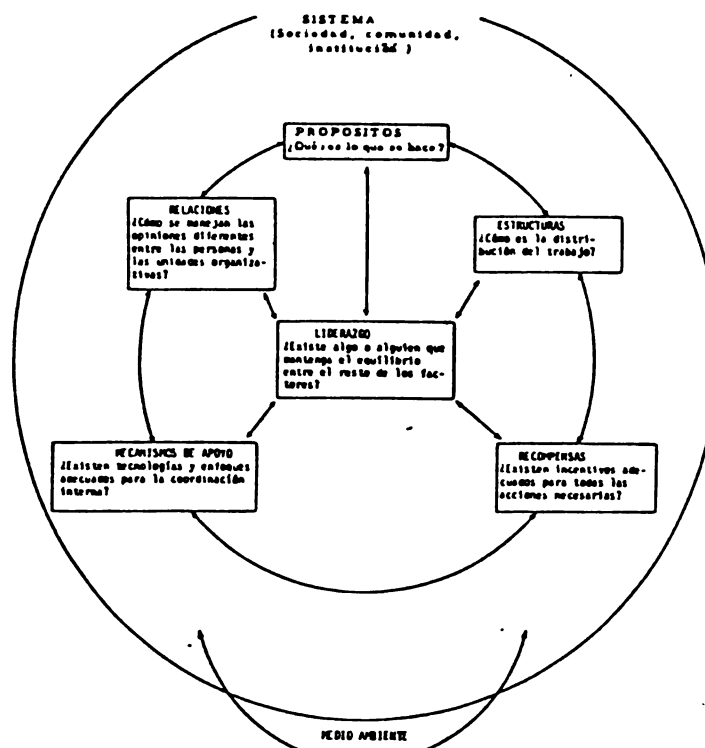 SISTEMA
(Sociedad, comunidad,
institución)
PROPOSITOS
¿Qué es lo que se hace?
RELACIONES
¿Cómo se manejan las
opiniones diferentes
entre las personas y
las unidades organiza-
tivas?
ESTRUCTURAS
¿Cómo es la distri-
bución del trabajo?
LIDERAZGO
¿Existe algo o alguien que
mantenga el equilibrio
entre el resto de los fac-
tores?
MECANISMOS DE APOYO
¿Existen tecnologías y enfoques
adecuados para la coordinación
interna?
RECOMPENSAS
¿Existen incentivos ade-
cuados para todas las
acciones necesarias?
MEDIO AMBIENTE